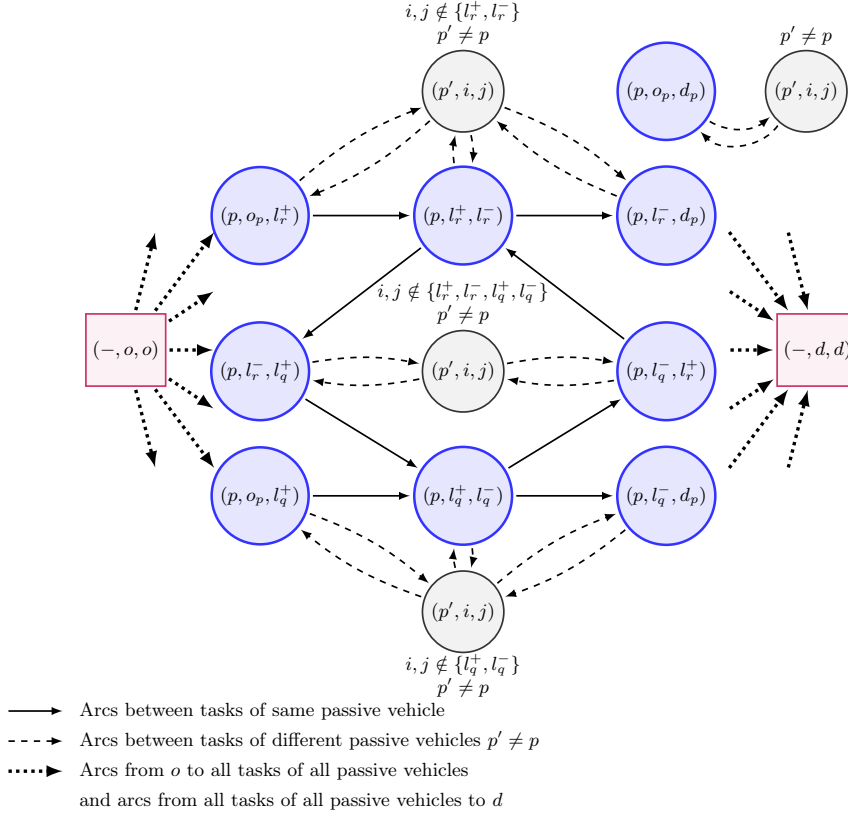 i, j ∉ {l_r^+, l_r^-}
p′ ≠ p
p′ ≠ p
(p′, i, j)
(p, o_p, d_p)
(p′, i, j)
(p, o_p, l_r^+)
(p, l_r^+, l_r^-)
(p, l_r^-, d_p)
i, j ∉ {l_r^+, l_r^-, l_q^+, l_q^-}
p′ ≠ p
(−, o, o)
(p, l_r^-, l_q^+)
(p′, i, j)
(p, l_q^-, l_r^+)
(−, d, d)
(p, o_p, l_q^+)
(p, l_q^+, l_q^-)
(p, l_q^-, d_p)
(p′, i, j)
i, j ∉ {l_q^+, l_q^-}
p′ ≠ p
Arcs between tasks of same passive vehicle
Arcs between tasks of different passive vehicles p′ ≠ p
Arcs from o to all tasks of all passive vehicles
and arcs from all tasks of all passive vehicles to d